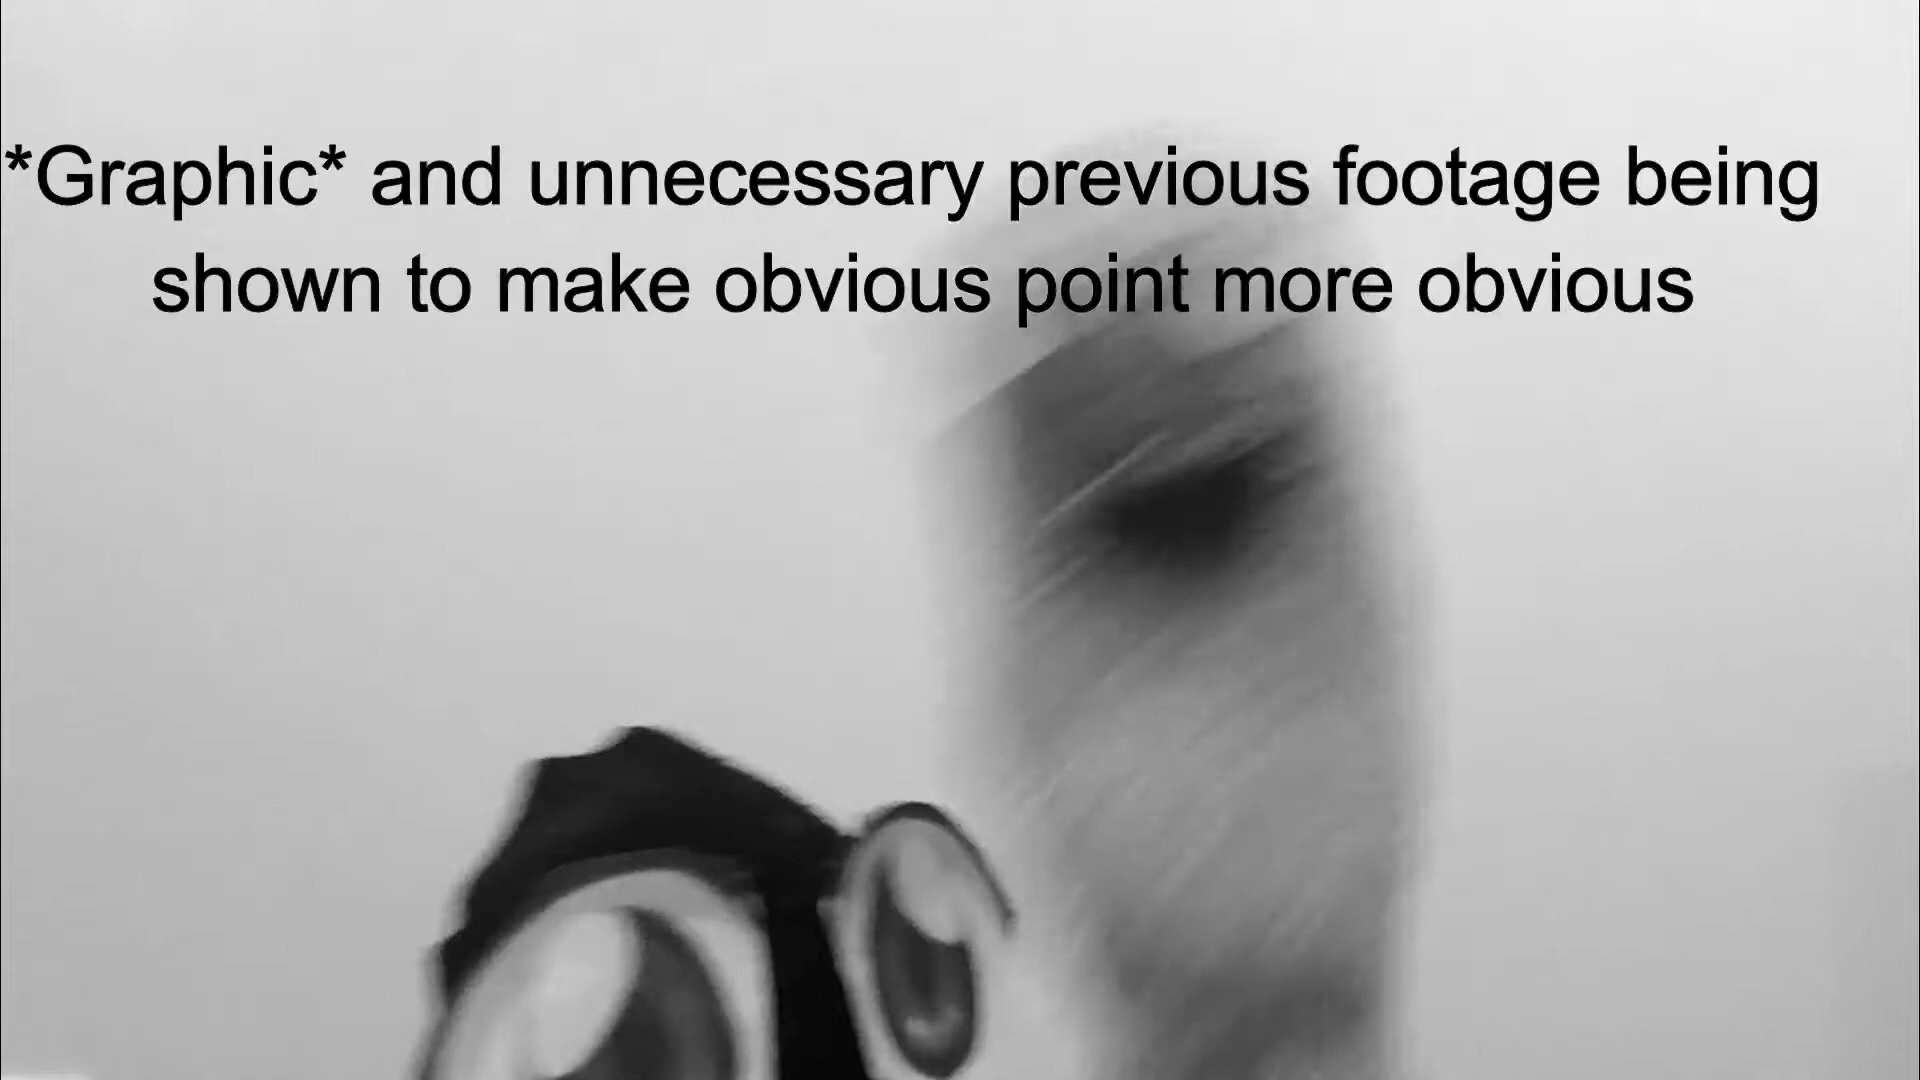 *Graphic* and unnecessary previous footage being
shown to make obvious point more obvious